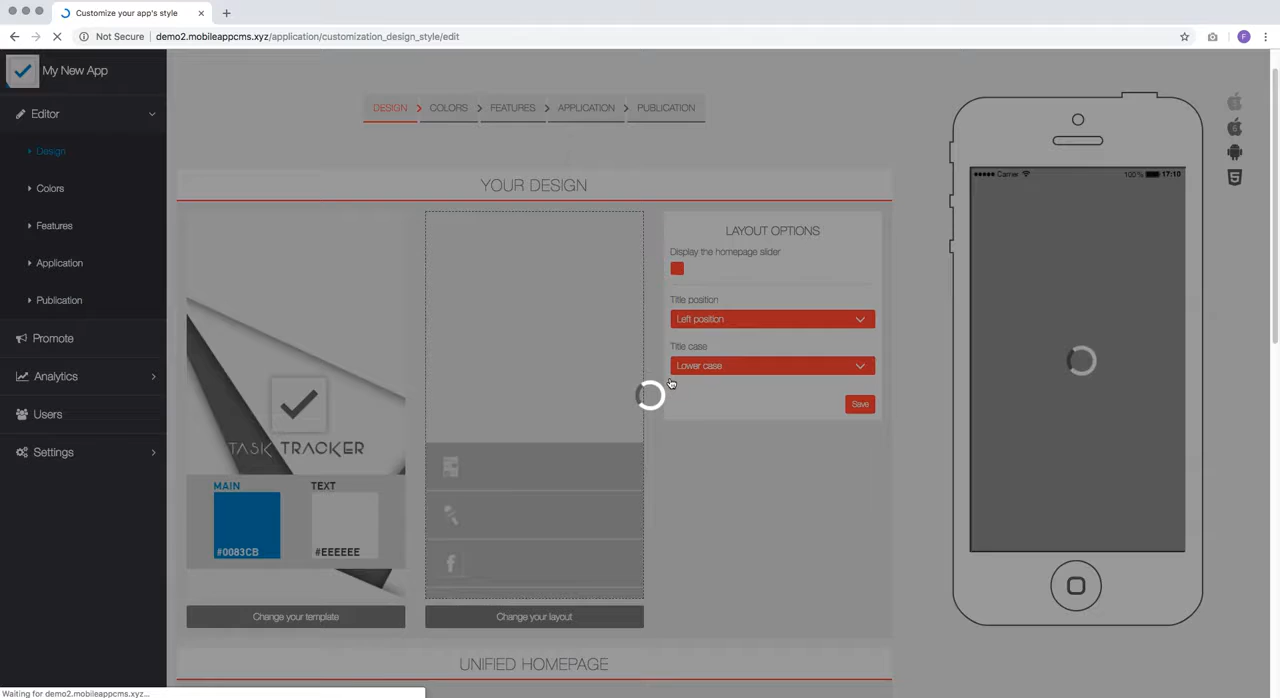 Customize your app's style
Not Secure
demo2.mobileappcms.xyz/application/customization_design_style/edit
F
My New App
Editor
Design
Colors
Features
Application
Publication
Promote
Analytics
Users
Settings
DESIGN
COLORS
FEATURES
APPLICATION
PUBLICATION
YOUR DESIGN
TASK TRACKER
MAIN
TEXT
#0083CB
#EEEEEE
Change your template
Change your layout
LAYOUT OPTIONS
Display the homepage slider
Title position
Left position
Title case
Lower case
Save
UNIFIED HOMEPAGE
Carrier
100%
17:10
Waiting for demo2.mobileappcms.xyz...